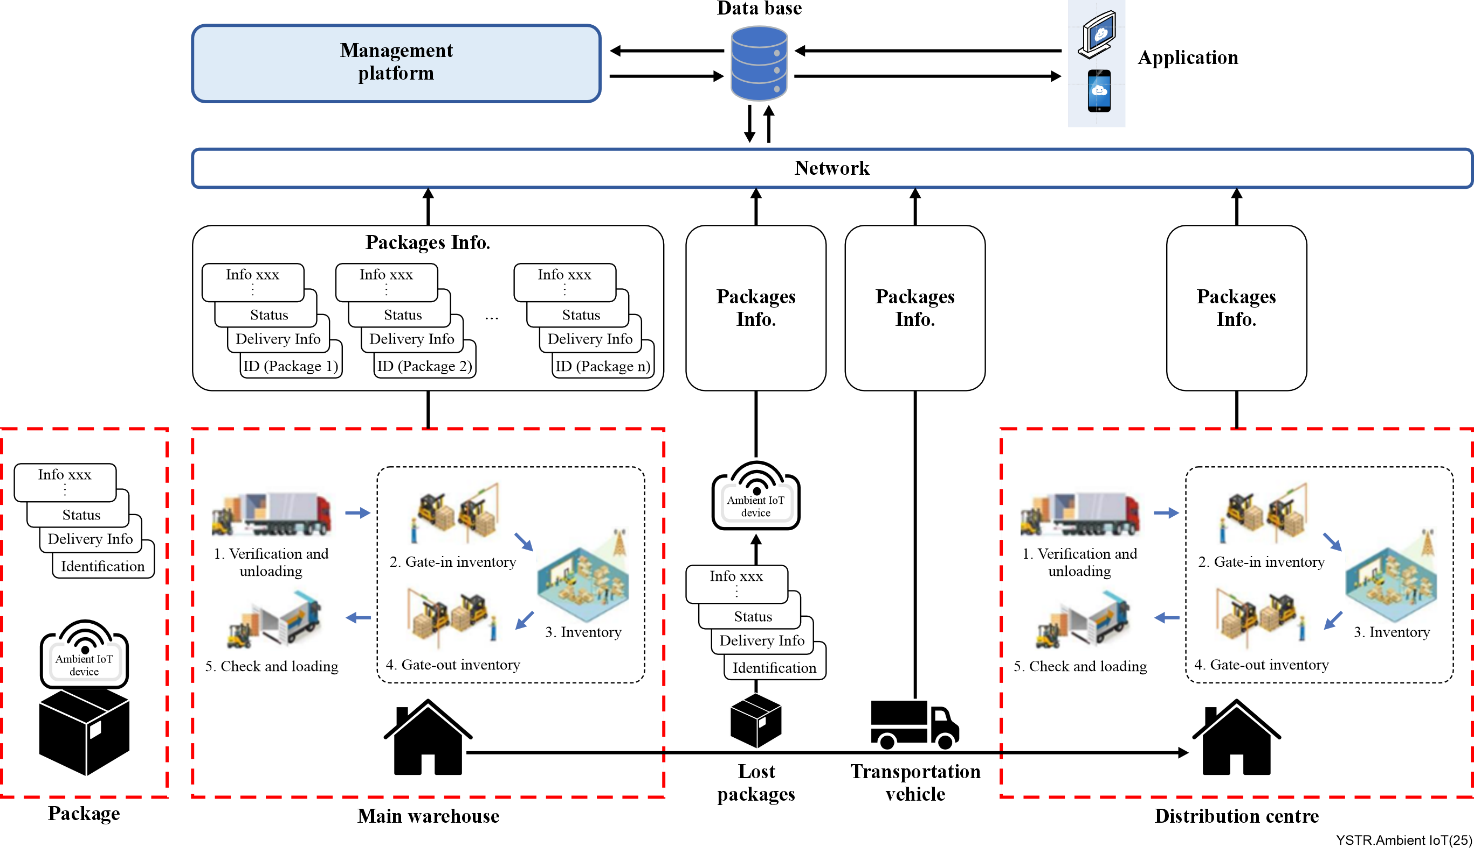 Data base
Management
platform
Application
Network
Packages Info.
Info xxx
⋮
Status
Delivery Info
ID (Package 1)
Info xxx
⋮
Status
Delivery Info
ID (Package 2)
...
Info xxx
⋮
Status
Delivery Info
ID (Package n)
Packages
Info.
Packages
Info.
Packages
Info.
Info xxx
⋮
Status
Delivery Info
Identification
Ambient IoT
device
Package
1. Verification and
unloading
2. Gate-in inventory
3. Inventory
4. Gate-out inventory
5. Check and loading
Main warehouse
Ambient IoT
device
Info xxx
⋮
Status
Delivery Info
Identification
Lost
packages
Transportation
vehicle
1. Verification and
unloading
2. Gate-in inventory
3. Inventory
4. Gate-out inventory
5. Check and loading
Distribution centre
YSTR.Ambient IoT(25)